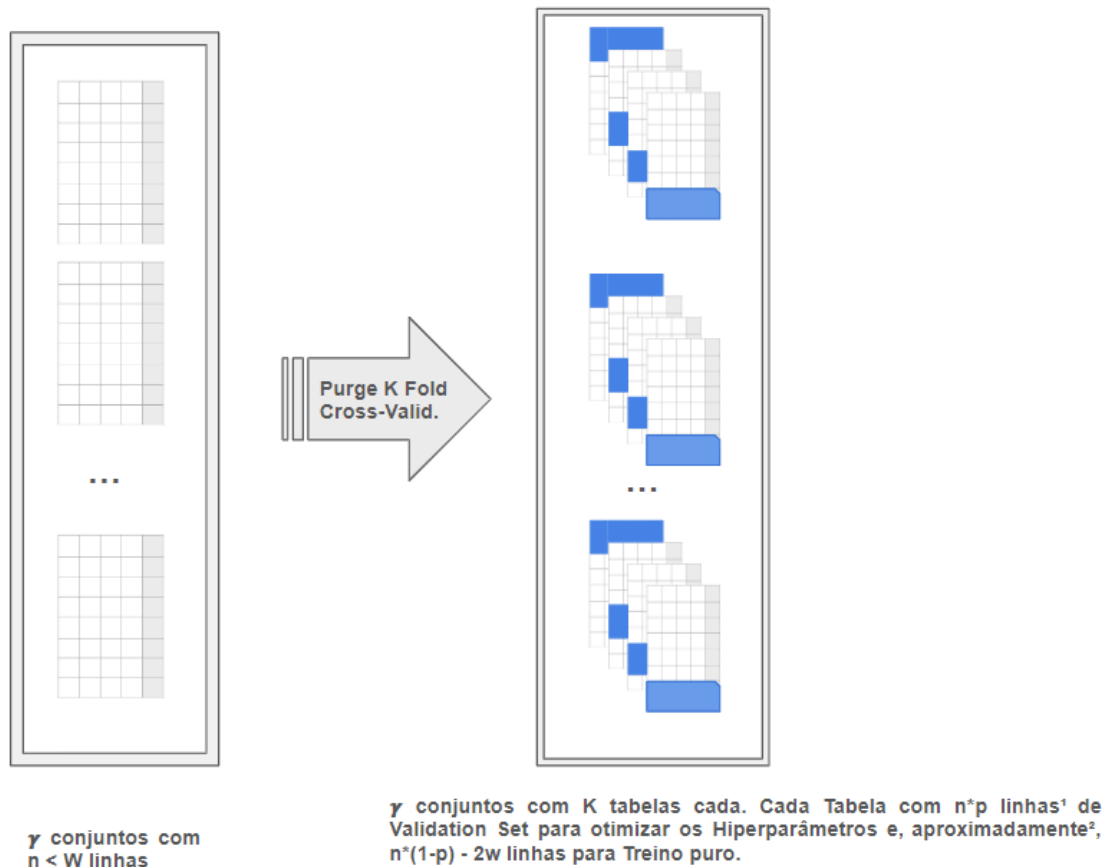 Purge K Fold
Cross-Valid.
...
...
𝜸 conjuntos com
n < W linhas
𝜸 conjuntos com K tabelas cada. Cada Tabela com n*p linhas¹ de
Validation Set para otimizar os Hiperparâmetros e, aproximadamente²,
n*(1-p) - 2w linhas para Treino puro.